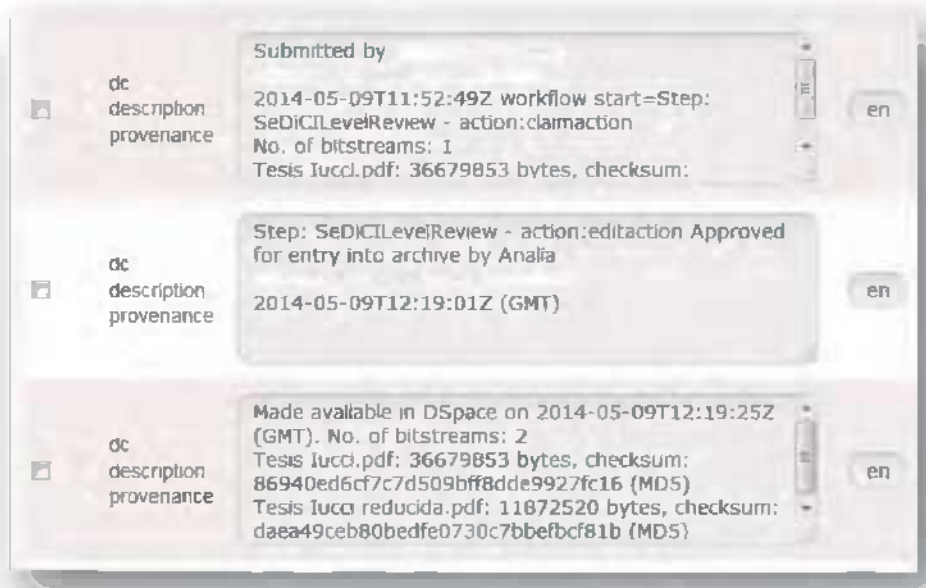 dc
description
provenance
Submitted by
2014-05-09T11:52:49Z workflow start=Step:
SeDiCILevelReview - action:claimaction
No. of bitstreams: 1
Tesis Iucci.pdf: 36679853 bytes, checksum:
en
dc
description
provenance
Step: SeDiCILevelReview - action:editaction Approved
for entry into archive by Analia
2014-05-09T12:19:01Z (GMT)
en
dc
description
provenance
Made available in DSpace on 2014-05-09T12:19:25Z
(GMT). No. of bitstreams: 2
Tesis Iucci.pdf: 36679853 bytes, checksum:
86940ed6cf7c7d509bff8dde9927fc16 (MD5)
Tesis Iucci reducida.pdf: 11872520 bytes, checksum:
daea49ceb80bedfe0730c7bbefbcf81b (MD5)
en